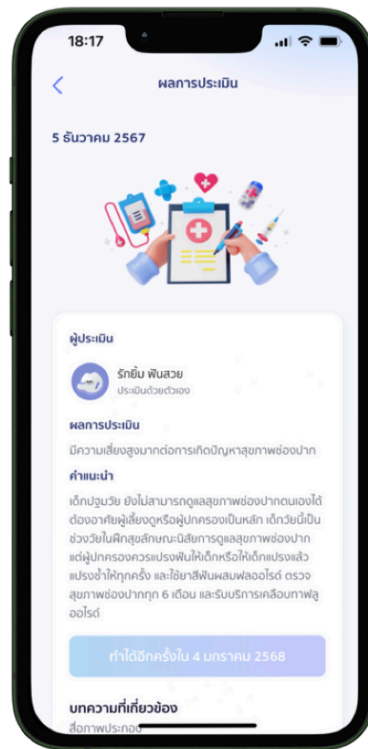 18:17
ผลการประเมิน
5 ธันวาคม 2567
ผู้ประเมิน
รักยิ้ม ฟันสวย
ประเมินด้วยตัวเอง
ผลการประเมิน
มีความเสี่ยงสูงมากต่อการเกิดปัญหาสุขภาพช่องปาก
คำแนะนำ
เด็กปฐมวัย ยังไม่สามารถดูแลสุขภาพช่องปากตนเองได้
ต้องอาศัยผู้เลี้ยงดูหรือผู้ปกครองเป็นหลัก เด็กวัยนี้เป็น
ช่วงวัยในฝึกสุขลักษณะนิสัยการดูแลสุขภาพช่องปาก
แต่ผู้ปกครองควรแปรงฟันให้เด็กหรือให้เด็กแปรงแล้ว
แปรงซ้ำให้ทุกครั้ง และใช้ยาสีฟันผสมฟลูออไรด์ ตรวจ
สุขภาพช่องปากทุก 6 เดือน และรับบริการเคลือบทาฟลู
ออไรด์
ทำได้อีกครั้งใน 4 มกราคม 2568
บทความที่เกี่ยวข้อง
สื่อภาพประกอบ